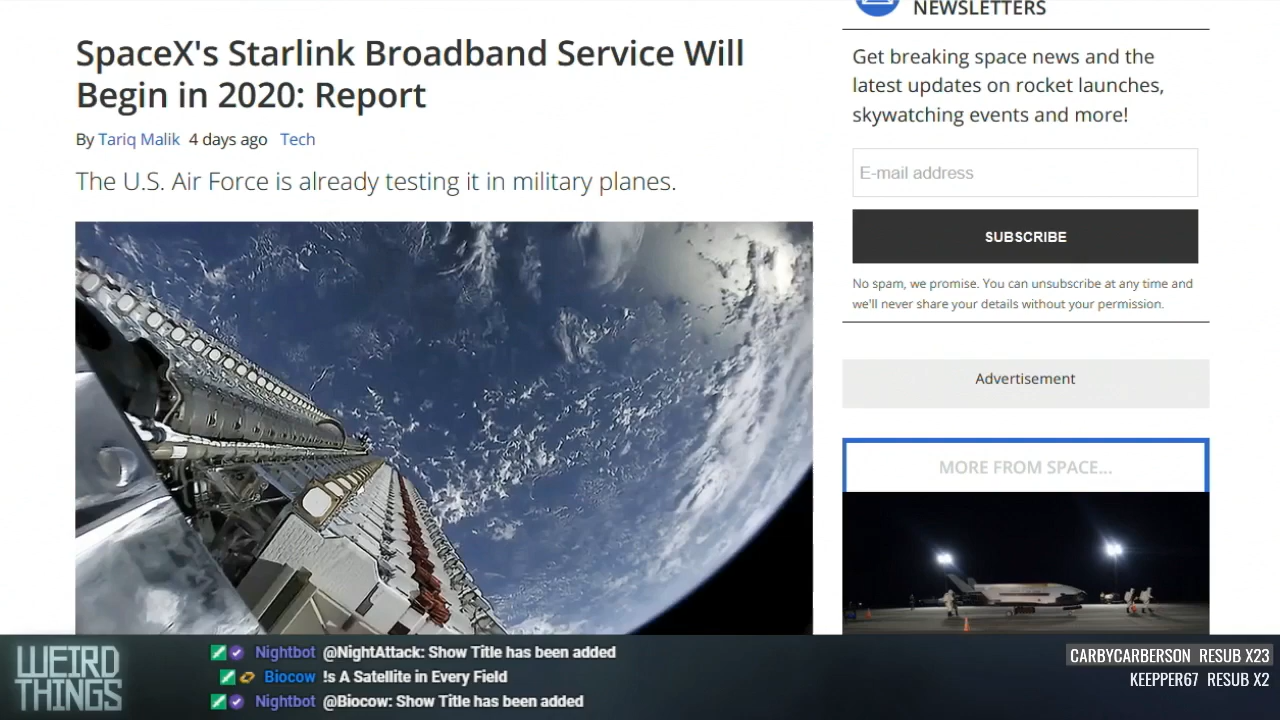 SpaceX's Starlink Broadband Service Will
Begin in 2020: Report
By Tariq Malik 4 days ago Tech
The U.S. Air Force is already testing it in military planes.
NEWSLETTERS
Get breaking space news and the
latest updates on rocket launches,
skywatching events and more!
E-mail address
SUBSCRIBE
No spam, we promise. You can unsubscribe at any time and
we'll never share your details without your permission.
Advertisement
MORE FROM SPACE...
WEIRD
THINGS
Nightbot @NightAttack: Show Title has been added
Biocow !s A Satellite in Every Field
Nightbot @Biocow: Show Title has been added
CARBYCARBERSON RESUB X23
KEEPPER67 RESUB X2